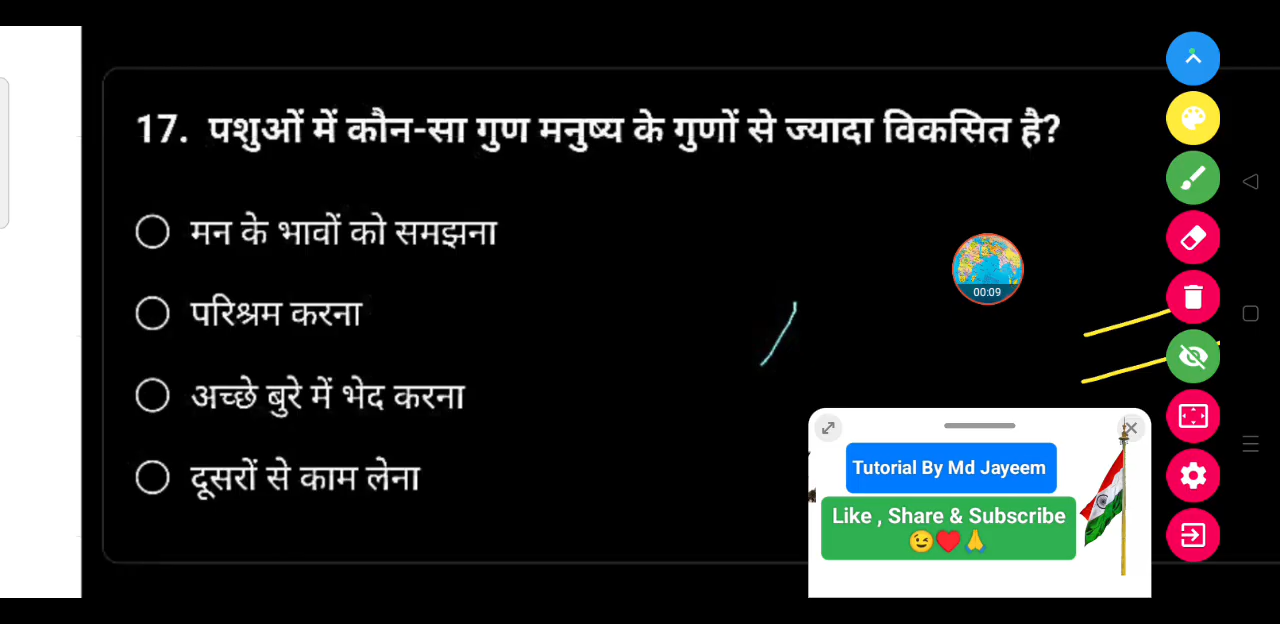 17. पशुओं में कौन-सा गुण मनुष्य के गुणों से ज्यादा विकसित है?
मन के भावों को समझना
परिश्रम करना
अच्छे बुरे में भेद करना
दूसरों से काम लेना
00:09
Tutorial By Md Jayeem
Like , Share & Subscribe
😉❤️🙏